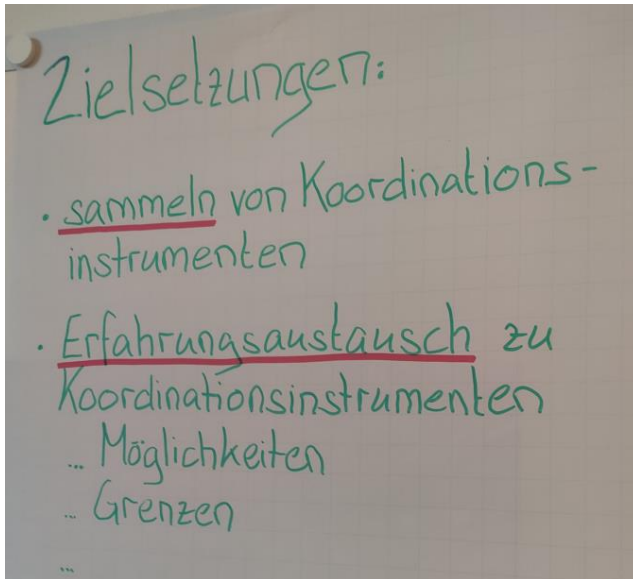 Zielsetzungen:
· sammeln von Koordinations-
instrumenten
· Erfahrungsaustausch zu
Koordinationsinstrumenten
... Möglichkeiten
... Grenzen
...